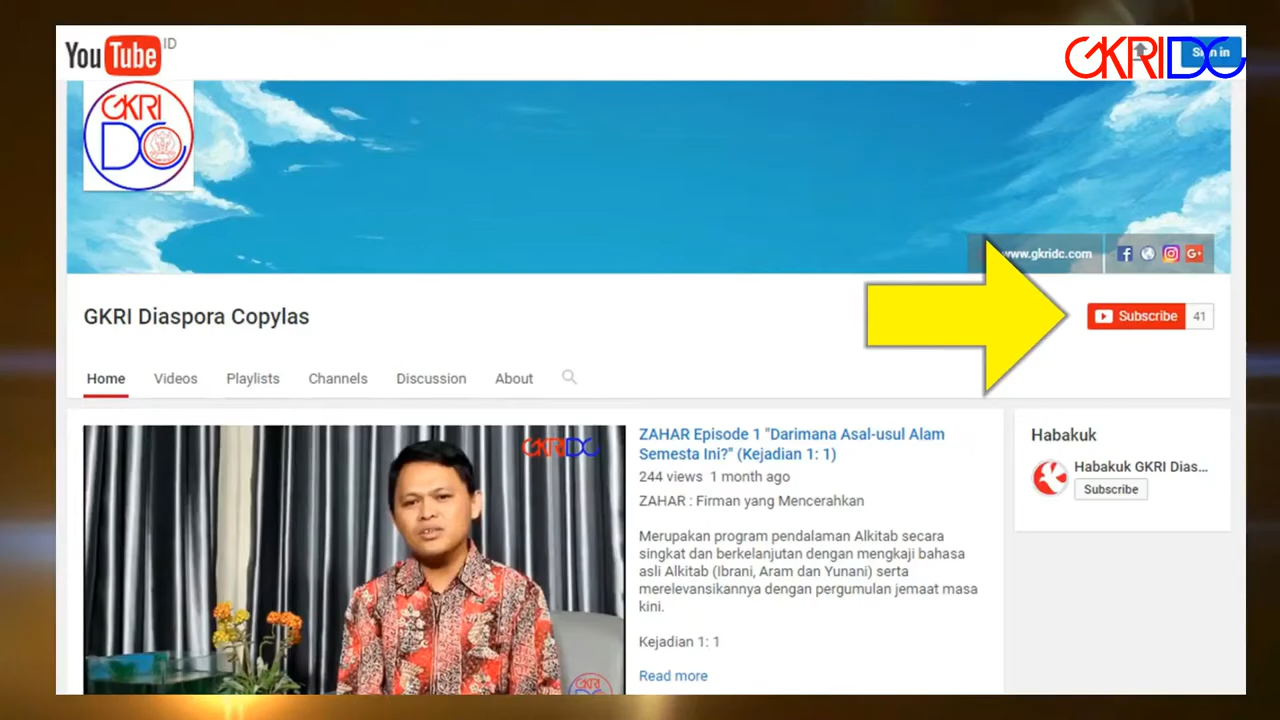 YouTube ID
GKRIDC
Sign in
GKRI
DC
www.gkridc.com
GKRI Diaspora Copylas
Subscribe 41
Home Videos Playlists Channels Discussion About
GKRIDC
ZAHAR Episode 1 "Darimana Asal-usul Alam
Semesta Ini?" (Kejadian 1: 1)
244 views 1 month ago
ZAHAR : Firman yang Mencerahkan
Merupakan program pendalaman Alkitab secara
singkat dan berkelanjutan dengan mengkaji bahasa
asli Alkitab (Ibrani, Aram dan Yunani) serta
merelevansikannya dengan pergumulan jemaat masa
kini.
Kejadian 1: 1
Read more
Habakuk
Habakuk GKRI Dias...
Subscribe
GKRI